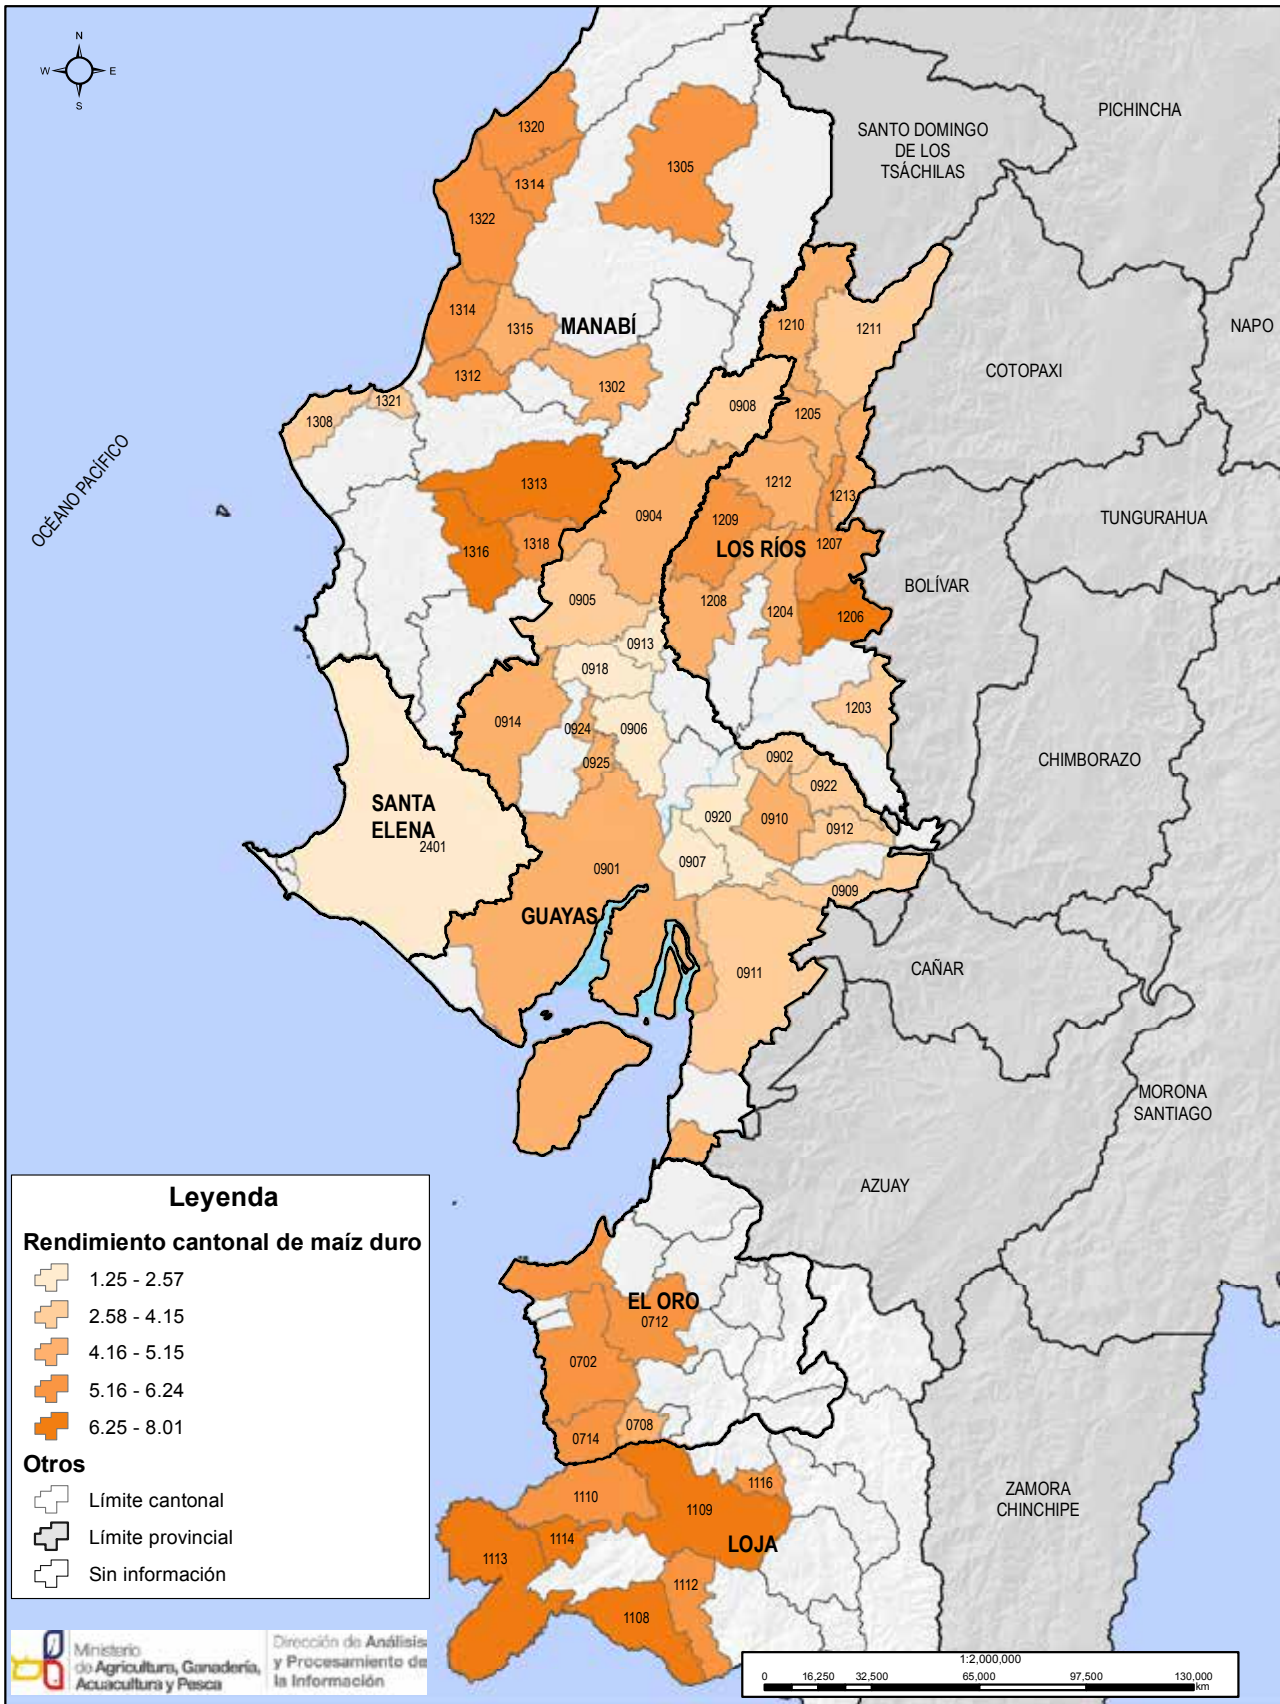 N
W
E
S
PICHINCHA
SANTO DOMINGO
DE LOS
TSÁCHILAS
1320
1305
1314
1322
NAPO
1314
1315
MANABÍ
1210
1211
COTOPAXI
1312
1302
1321
1308
0908
1205
OCÉANO PACÍFICO
1313
1212
1213
0904
1209
TUNGURAHUA
1316
1318
LOS RÍOS
1207
BOLÍVAR
0905
1208
1204
1206
0913
0918
1203
0914
0924
0906
0925
0902
CHIMBORAZO
0922
SANTA
ELENA
2401
0920
0910
0912
0901
0907
0909
GUAYAS
0911
CAÑAR
MORONA
SANTIAGO
AZUAY
EL ORO
0712
0702
0708
0714
1116
1110
1109
ZAMORA
CHINCHIPE
1114
LOJA
1113
1112
1108
Leyenda
Rendimiento cantonal de maíz duro
1.25 - 2.57
2.58 - 4.15
4.16 - 5.15
5.16 - 6.24
6.25 - 8.01
Otros
Límite cantonal
Límite provincial
Sin información
Ministerio
de Agricultura, Ganadería,
Acuacultura y Pesca
Dirección de Análisis
y Procesamiento de
la Información
1:2,000,000
0 16,250 32,500 65,000 97,500 130,000
km